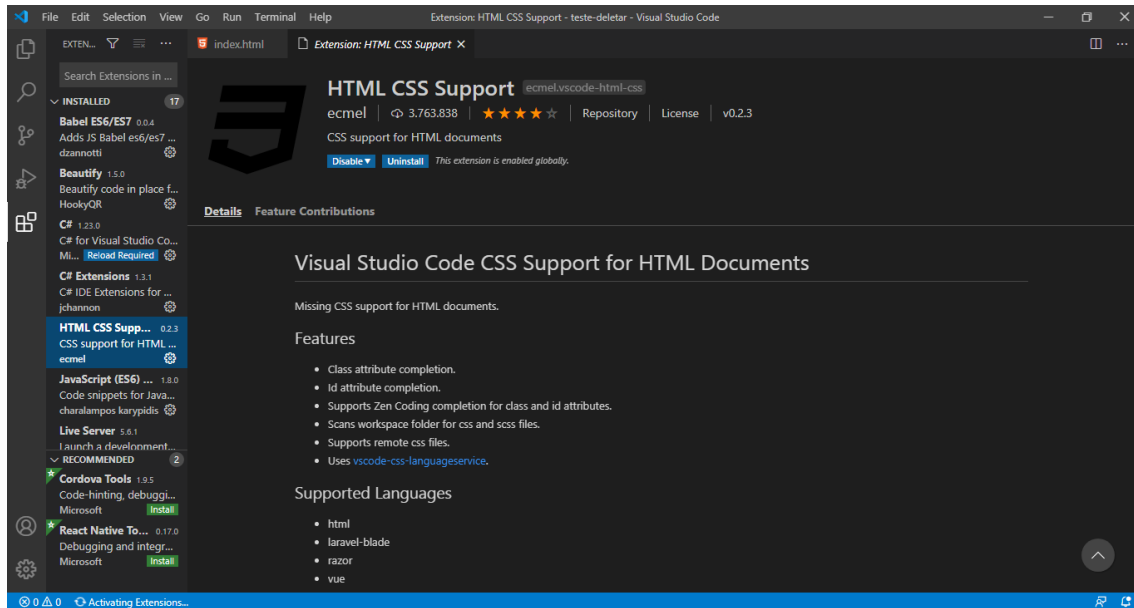 File Edit Selection View Go Run Terminal Help
Extension: HTML CSS Support - teste-deletar - Visual Studio Code
EXTEN...
index.html
Extension: HTML CSS Support
Search Extensions in ...
INSTALLED 17
Babel ES6/ES7 0.0.4
Adds JS Babel es6/es7 ...
dzannotti
Beautify 1.5.0
Beautify code in place f...
HookyQR
C# 1.23.0
C# for Visual Studio Co...
Mi... Reload Required
C# Extensions 1.3.1
C# IDE Extensions for ...
jchannon
HTML CSS Supp... 0.2.3
CSS support for HTML ...
ecmel
JavaScript (ES6) ... 1.8.0
Code snippets for Java...
charalampos karypidis
Live Server 5.6.1
Launch a development...
RECOMMENDED 2
Cordova Tools 1.9.5
Code-hinting, debuggi...
Microsoft Install
React Native To... 0.17.0
Debugging and integr...
Microsoft Install
HTML CSS Support ecmel.vscode-html-css
ecmel 3.763.838 Repository License v0.2.3
CSS support for HTML documents
Disable Uninstall This extension is enabled globally.
Details Feature Contributions
Visual Studio Code CSS Support for HTML Documents
Missing CSS support for HTML documents.
Features
Class attribute completion.
Id attribute completion.
Supports Zen Coding completion for class and id attributes.
Scans workspace folder for css and scss files.
Supports remote css files.
Uses vscode-css-languageservice.
Supported Languages
html
laravel-blade
razor
vue
0 0 Activating Extensions...